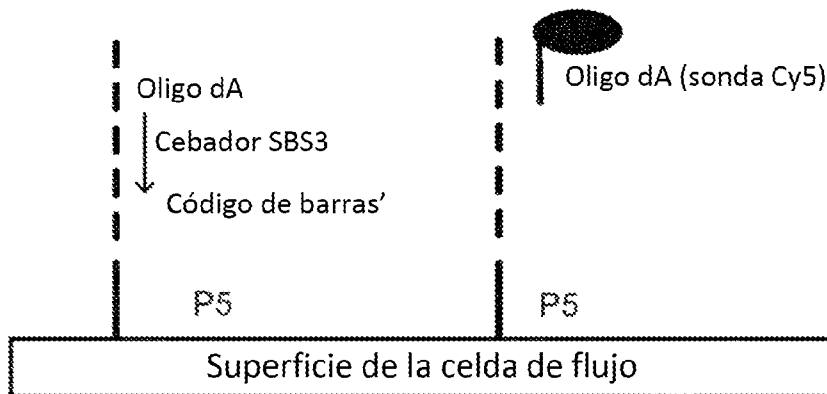 Oligo dA
Cebador SBS3
Código de barras’
P5
Oligo dA (sonda Cy5)
P5
Superficie de la celda de flujo